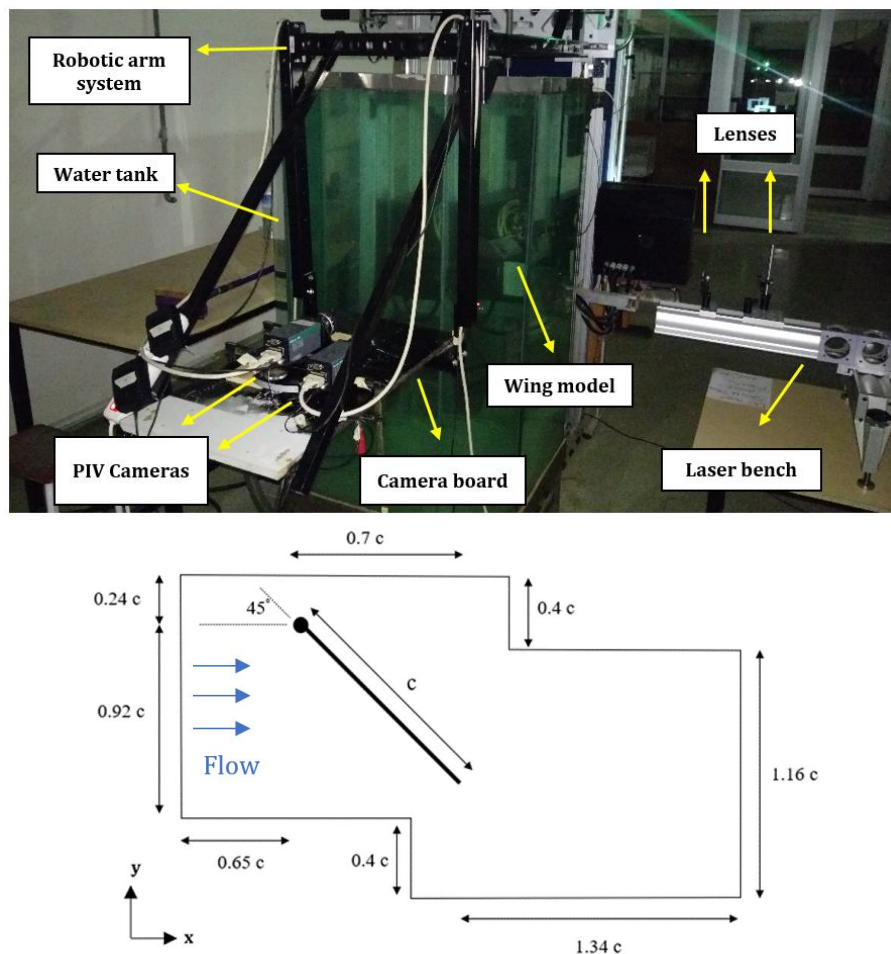 Robotic arm
system
Lenses
Water tank
Wing model
PIV Cameras
Camera board
Laser bench
0.7 c
0.24 c
45°
0.4 c
c
0.92 c
Flow
1.16 c
0.65 c
0.4 c
y
x
1.34 c